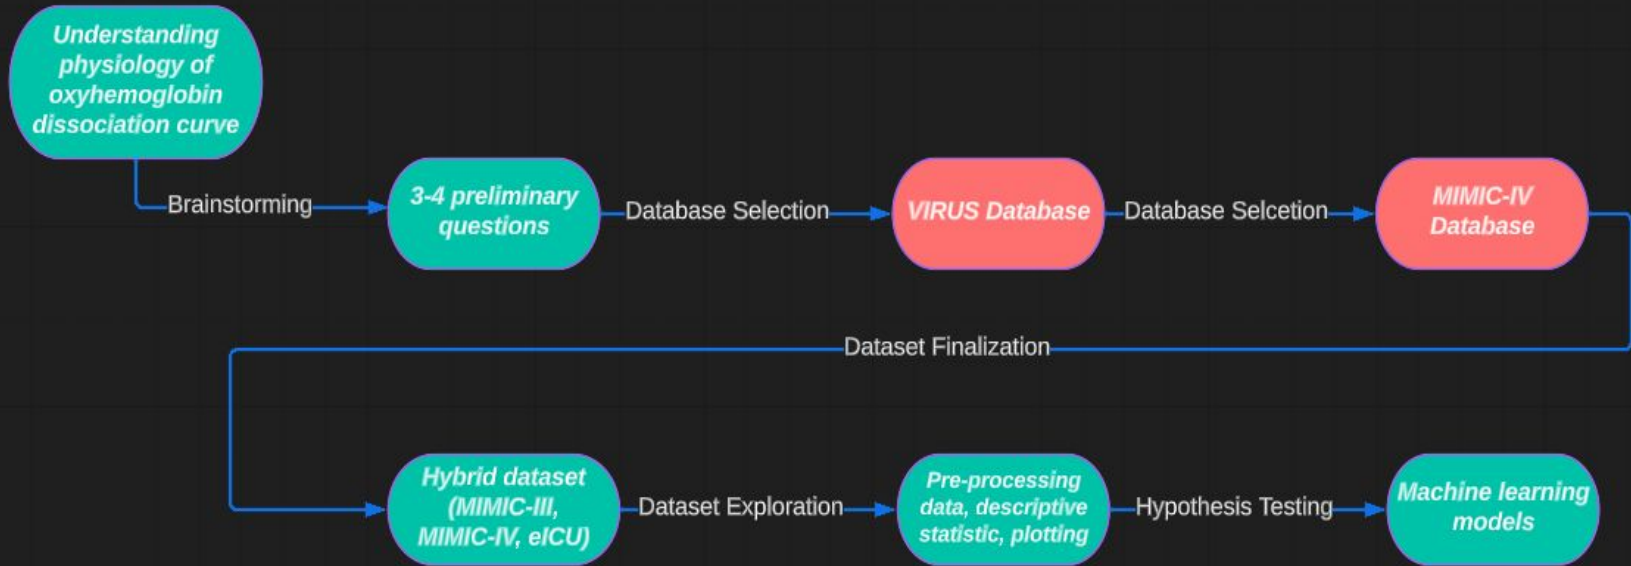 Understanding
physiology of
oxyhemoglobin
dissociation curve
Brainstorming
3-4 preliminary
questions
Database Selection
VIRUS Database
Database Selcetion
MIMIC-IV
Database
Dataset Finalization
Hybrid dataset
(MIMIC-III,
MIMIC-IV, eICU)
Dataset Exploration
Pre-processing
data, descriptive
statistic, plotting
Hypothesis Testing
Machine learning
models